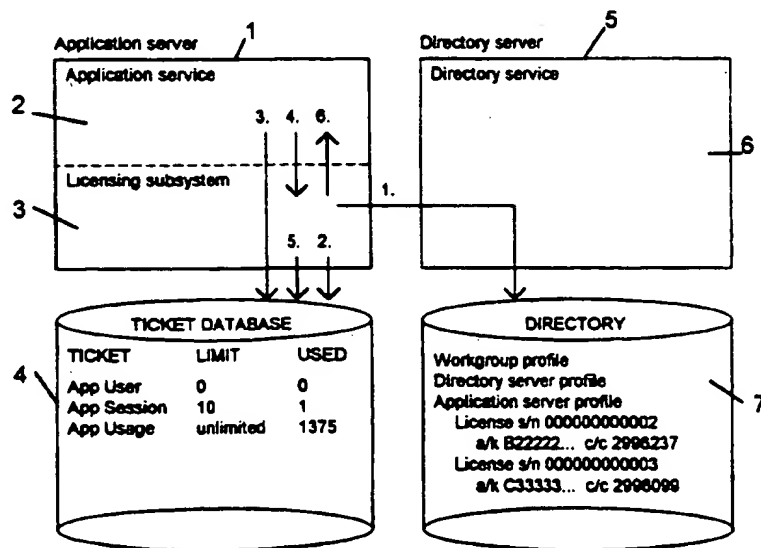 1
5
Application server
Directory server
Application service
Directory service
2
3. 4. 6.
6
Licensing subsystem
1.
3
5. 2.
TICKET DATABASE
DIRECTORY
TICKET LIMIT USED
Workgroup profile
4
App User 0 0
Directory server profile
App Session 10 1
Application server profile
7
App Usage unlimited 1375
License s/n 000000000002
a/k B22222... c/c 2996237
License s/n 000000000003
a/k C33333... c/c 2996099